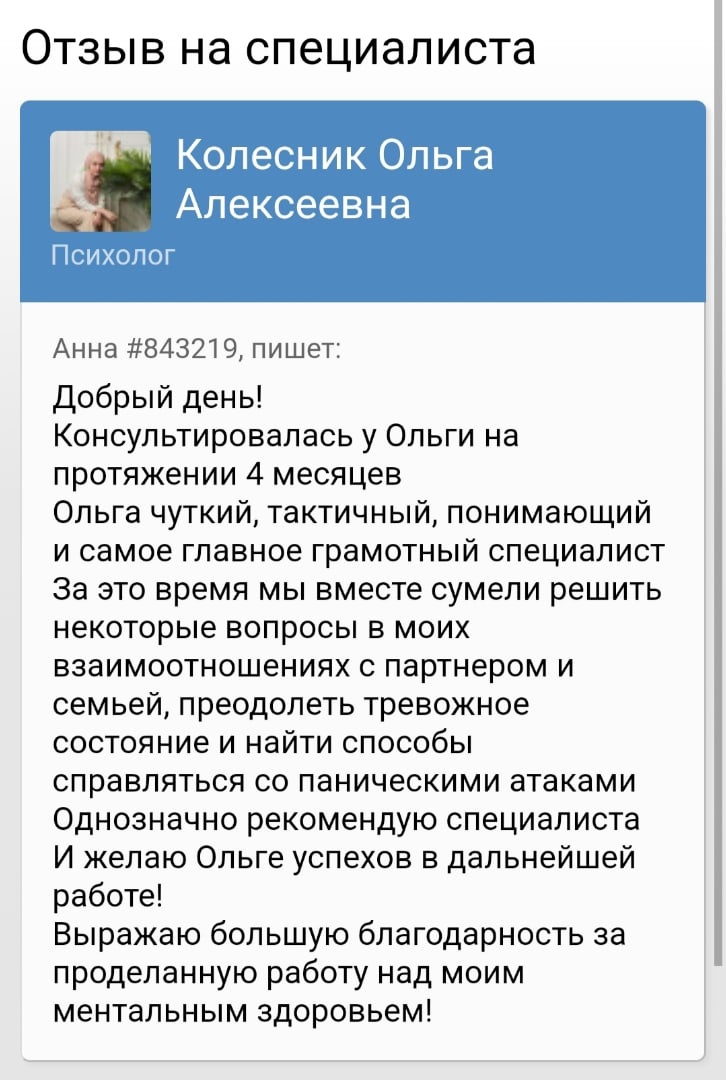 Отзыв на специалиста
Колесник Ольга
Алексеевна
Психолог
Анна #843219, пишет:
Добрый день!
Консультировалась у Ольги на
протяжении 4 месяцев
Ольга чуткий, тактичный, понимающий
и самое главное грамотный специалист
За это время мы вместе сумели решить
некоторые вопросы в моих
взаимоотношениях с партнером и
семьей, преодолеть тревожное
состояние и найти способы
справляться со паническими атаками
Однозначно рекомендую специалиста
И желаю Ольге успехов в дальнейшей
работе!
Выражаю большую благодарность за
проделанную работу над моим
ментальным здоровьем!